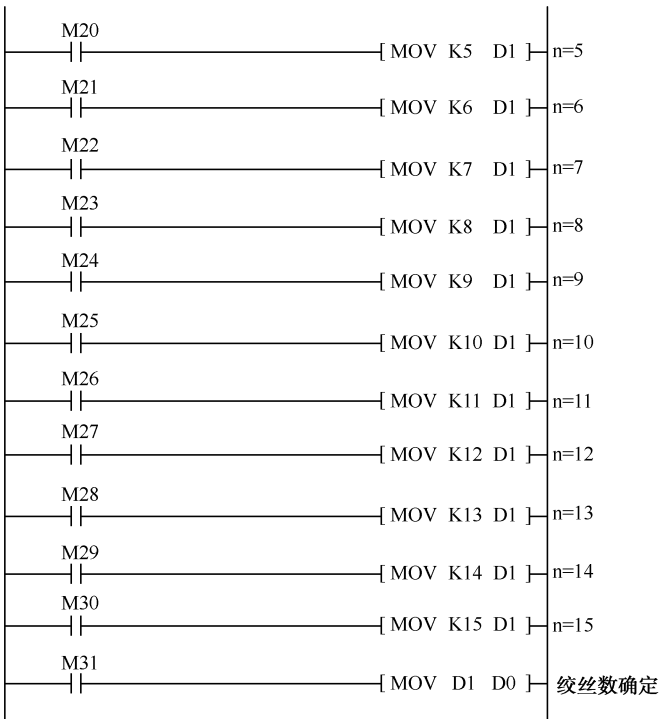 M20
[ MOV K5 D1 ] n=5
M21
[ MOV K6 D1 ] n=6
M22
[ MOV K7 D1 ] n=7
M23
[ MOV K8 D1 ] n=8
M24
[ MOV K9 D1 ] n=9
M25
[ MOV K10 D1 ] n=10
M26
[ MOV K11 D1 ] n=11
M27
[ MOV K12 D1 ] n=12
M28
[ MOV K13 D1 ] n=13
M29
[ MOV K14 D1 ] n=14
M30
[ MOV K15 D1 ] n=15
M31
[ MOV D1 D0 ] 绞丝数确定